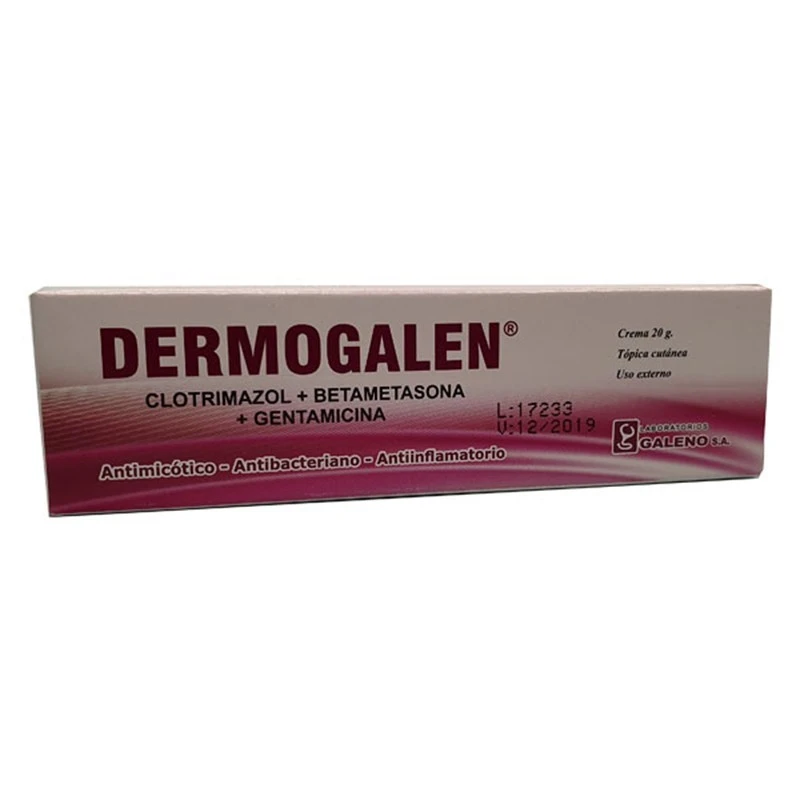 DERMOGALEN®
CLOTRIMAZOL + BETAMETASONA
+ GENTAMICINA
Antimicótico - Antibacteriano - Antiinflamatorio
L:17233
V:12/2019
Crema 20 g.
Tópica cutánea
Uso externo
LABORATORIOS
GALENO S.A.